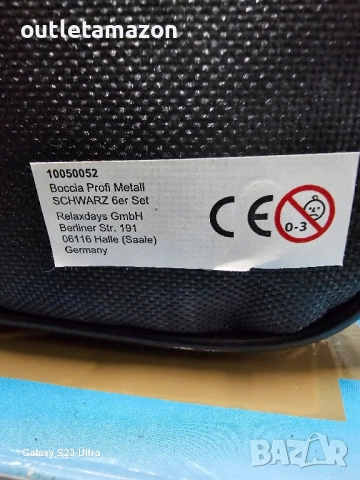 outletamazon
10050052
Boccia Profi Metall
SCHWARZ 6er Set
Relaxdays GmbH
Berliner Str. 191
06116 Halle (Saale)
Germany
CE
0-3
Galaxy S23 Ultra
BAZAR